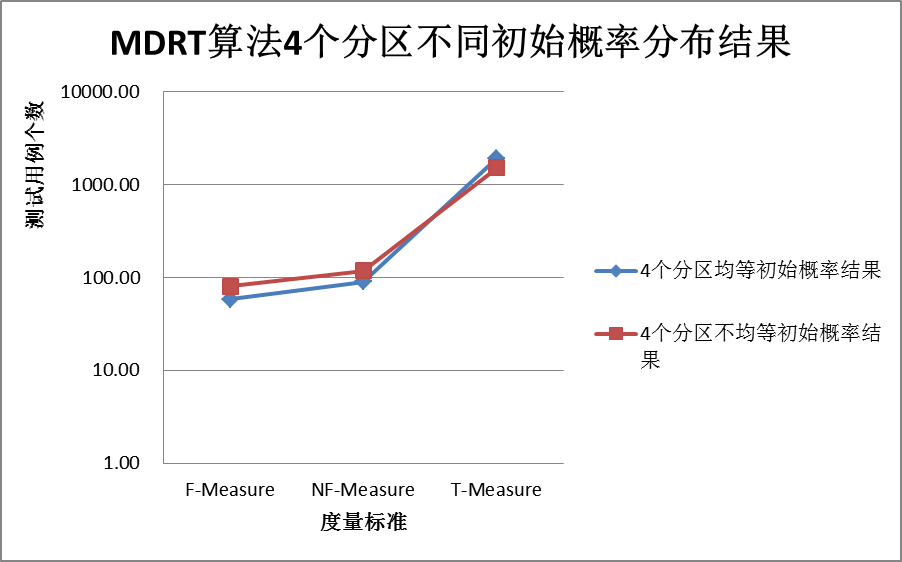 MDRT算法4个分区不同初始概率分布结果
测试用例个数
10000.00
1000.00
100.00
10.00
1.00
F-Measure
NF-Measure
T-Measure
度量标准
4个分区均等初始概率结果
4个分区不均等初始概率结
果